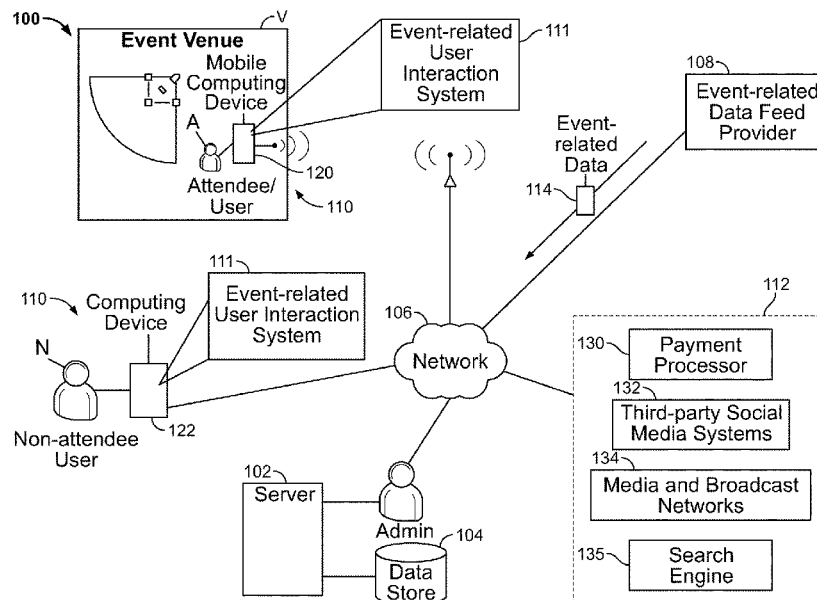 100
V
Event Venue
Mobile
Computing
Device
A
Attendee/
User
120
110
Event-related
User
Interaction
System
111
108
Event-related
Data Feed
Provider
Event-
related
Data
114
111
110
Computing
Device
Event-related
User Interaction
System
N
Non-attendee
User
122
106
Network
112
130
Payment
Processor
132
Third-party Social
Media Systems
134
Media and Broadcast
Networks
135
Search
Engine
102
Server
Admin
104
Data
Store